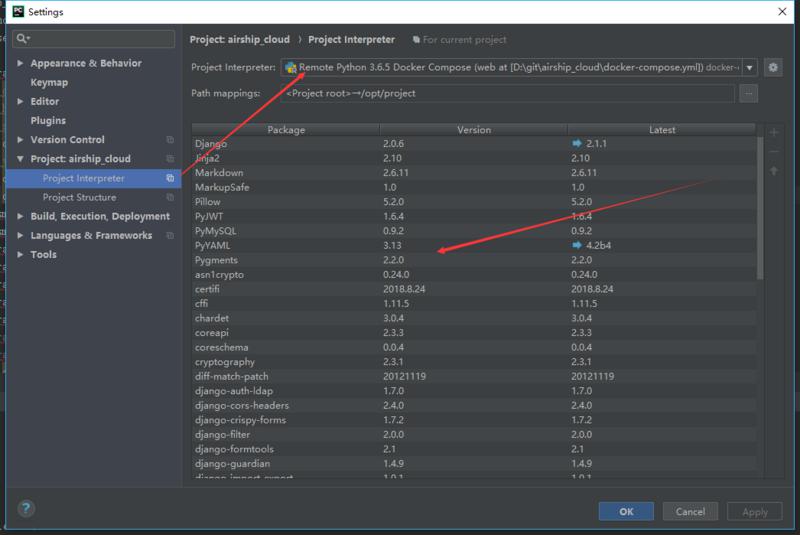 PC Settings
Project: airship_cloud › Project Interpreter For current project
Appearance & Behavior
Keymap
Editor
Plugins
Version Control
Project: airship_cloud
Project Interpreter
Project Structure
Build, Execution, Deployment
Languages & Frameworks
Tools
Project Interpreter: Remote Python 3.6.5 Docker Compose (web at [D:\git\airship_cloud\docker-compose.yml]) docker-
Path mappings: <Project root>→/opt/project
Package Version Latest
Django 2.0.6 2.1.1
Jinja2 2.10 2.10
Markdown 2.6.11 2.6.11
MarkupSafe 1.0 1.0
Pillow 5.2.0 5.2.0
PyJWT 1.6.4 1.6.4
PyMySQL 0.9.2 0.9.2
PyYAML 3.13 4.2b4
Pygments 2.2.0 2.2.0
asn1crypto 0.24.0 0.24.0
certifi 2018.8.24 2018.8.24
cffi 1.11.5 1.11.5
chardet 3.0.4 3.0.4
coreapi 2.3.3 2.3.3
coreschema 0.0.4 0.0.4
cryptography 2.3.1 2.3.1
diff-match-patch 20121119 20121119
django-auth-ldap 1.7.0 1.7.0
django-cors-headers 2.4.0 2.4.0
django-crispy-forms 1.7.2 1.7.2
django-filter 2.0.0 2.0.0
django-formtools 2.1 2.1
django-guardian 1.4.9 1.4.9
django-import-export 1.0.1 1.0.1
? OK Cancel Apply